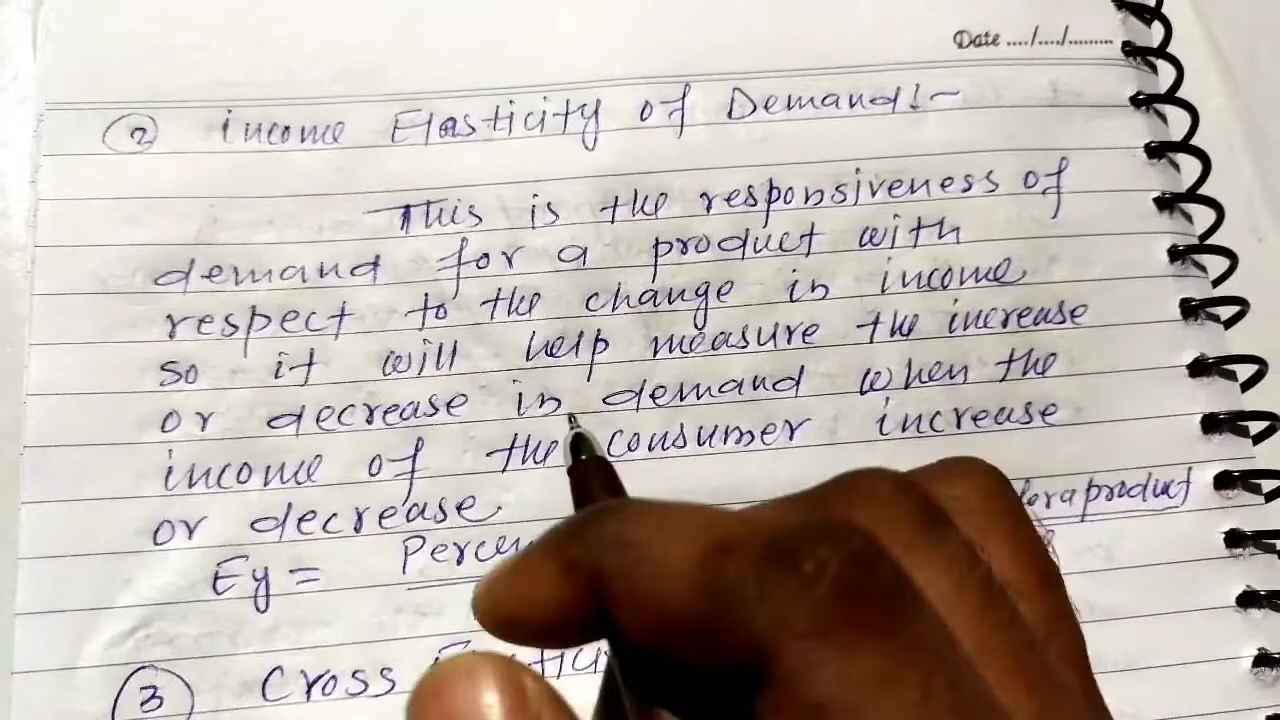 Date ..../..../.........
② income Elasticity of Demand:-
This is the responsiveness of
demand for a product with
respect to the change in income
so it will help measure the increase
or decrease in demand when the
income of the consumer increase
or decrease
Ey = product
③ Cross